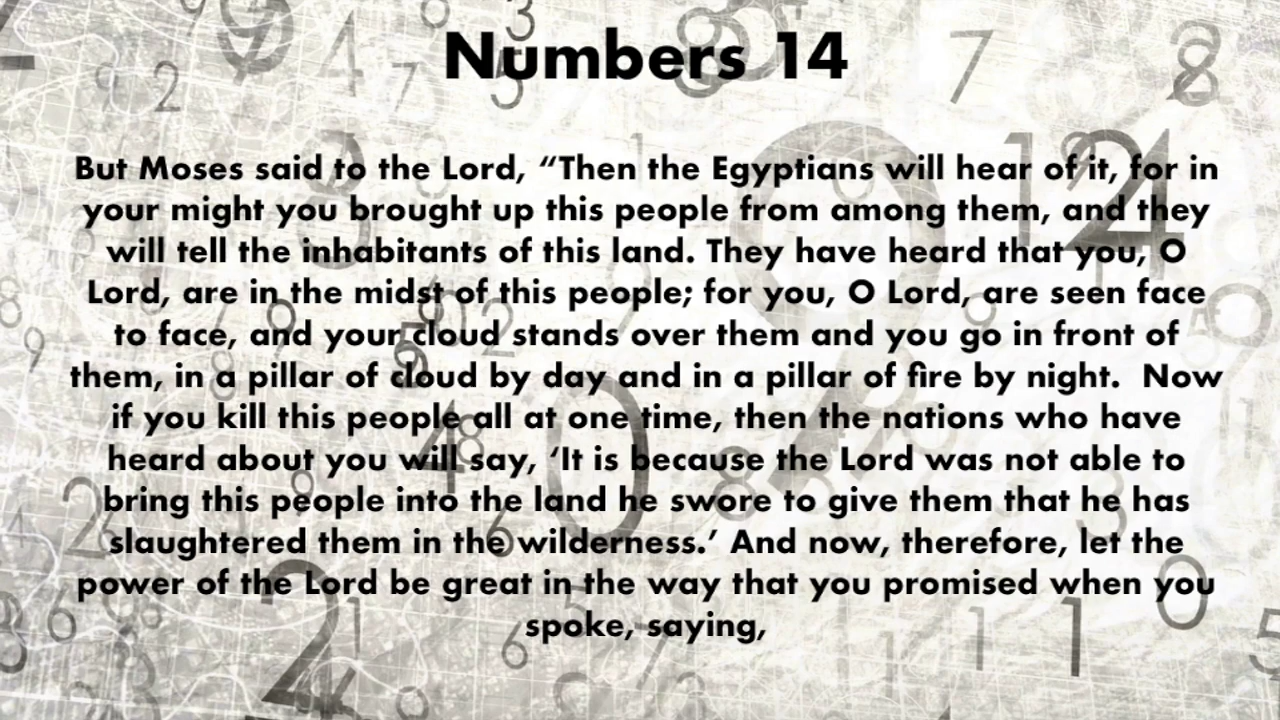 Numbers 14
But Moses said to the Lord, “Then the Egyptians will hear of it, for in
your might you brought up this people from among them, and they
will tell the inhabitants of this land. They have heard that you, O
Lord, are in the midst of this people; for you, O Lord, are seen face
to face, and your cloud stands over them and you go in front of
them, in a pillar of cloud by day and in a pillar of fire by night.  Now
if you kill this people all at one time, then the nations who have
heard about you will say, ‘It is because the Lord was not able to
bring this people into the land he swore to give them that he has
slaughtered them in the wilderness.’ And now, therefore, let the
power of the Lord be great in the way that you promised when you
spoke, saying,